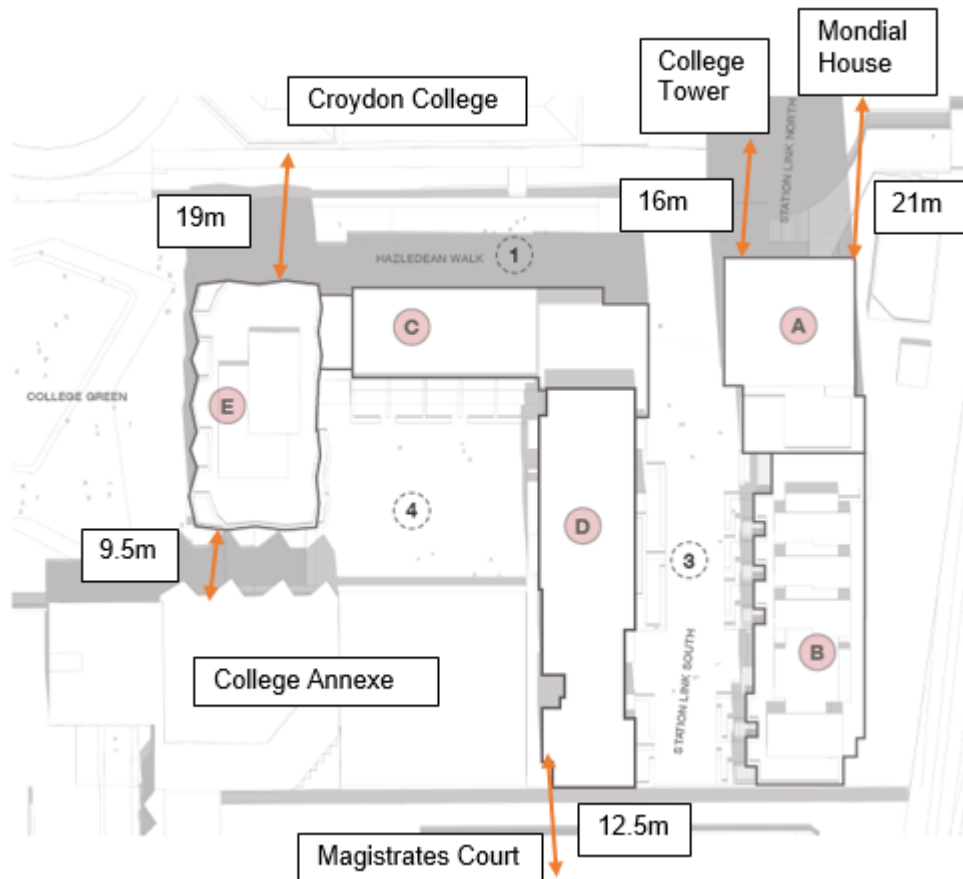 Mondial
House
College
Tower
Croydon College
STATION LINK NORTH
19m
16m
21m
HAZLEDEAN WALK
1
C
A
COLLEGE GREEN
E
4
D
3
9.5m
B
College Annexe
STATION LINK SOUTH
12.5m
Magistrates Court